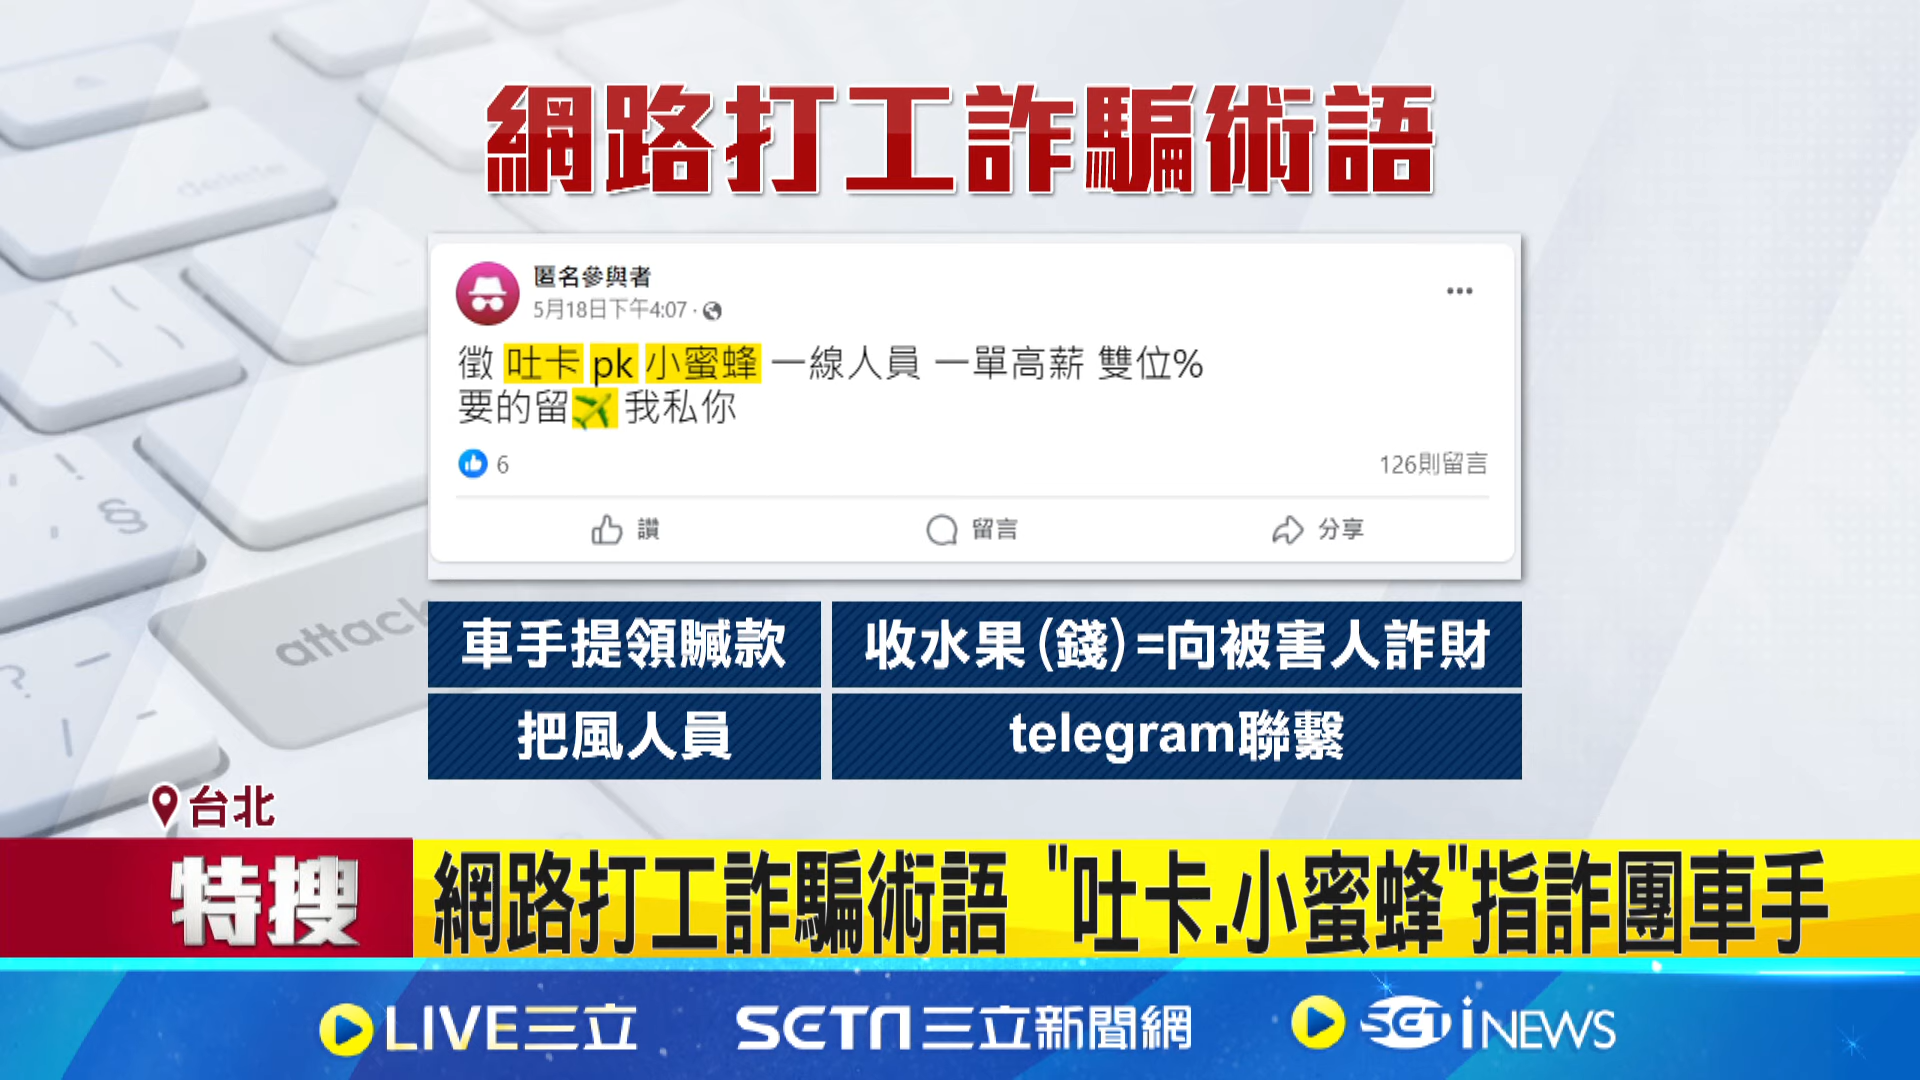 網路打工詐騙術語
匿名參與者
5月18日下午4:07
徵 吐卡 pk 小蜜蜂 一線人員 一單高薪 雙位%
要的留✈️我私你
6
126則留言
讚 留言 分享
車手提領贓款
收水果(錢)=向被害人詐財
把風人員
telegram聯繫
delete
attack
§
台北
特搜
網路打工詐騙術語 "吐卡.小蜜蜂"指詐團車手
LIVE三立
SETN三立新聞網
SET iNEWS